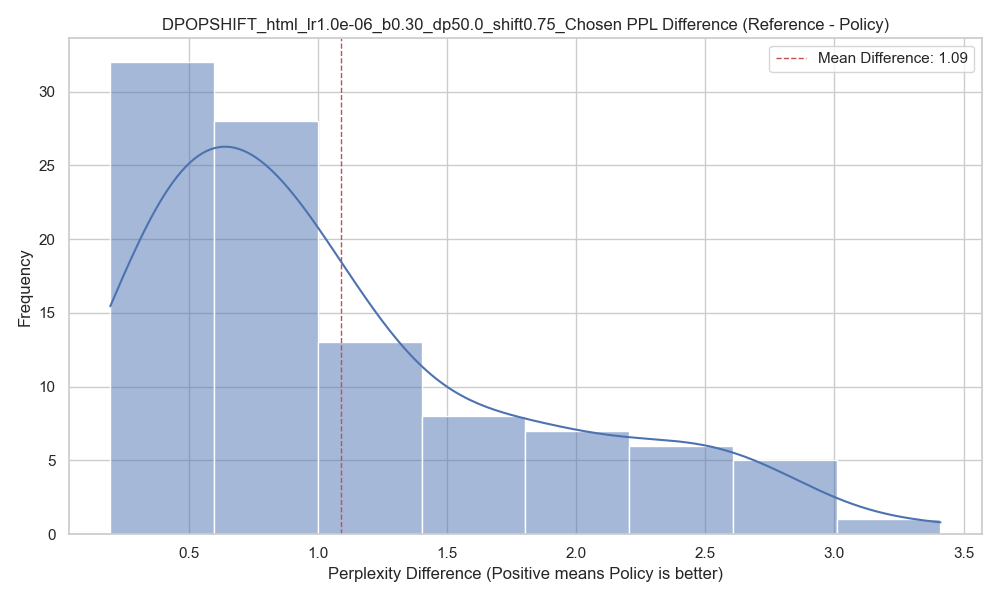 DPOPSHIFT_html_lr1.0e-06_b0.30_dp50.0_shift0.75_Chosen PPL Difference (Reference - Policy)
Mean Difference: 1.09
Frequency
30
25
20
15
10
5
0
0.5 1.0 1.5 2.0 2.5 3.0 3.5
Perplexity Difference (Positive means Policy is better)